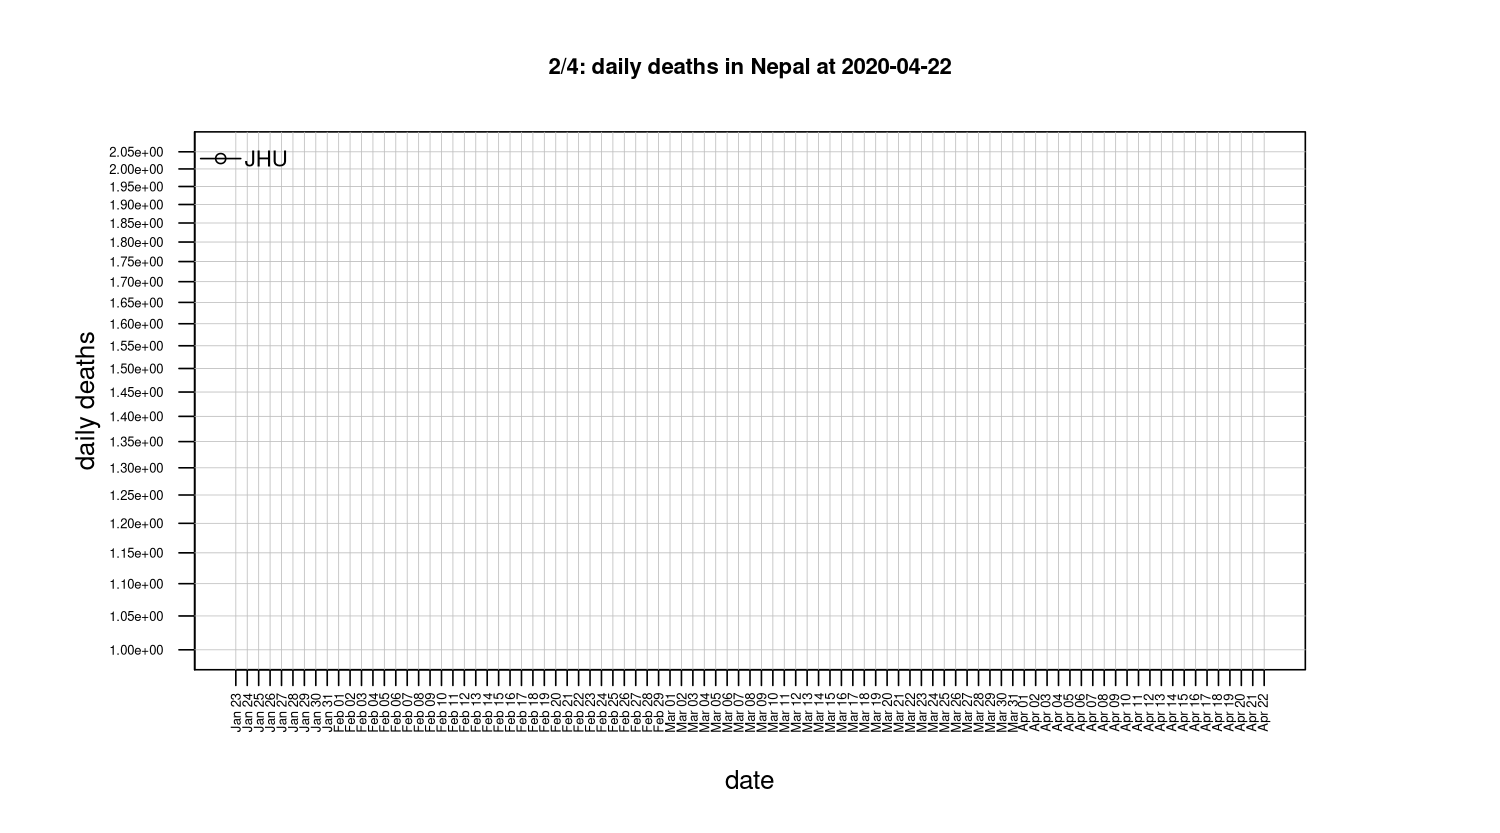 2/4: daily deaths in Nepal at 2020-04-22
JHU
daily deaths
2.05e+00
2.00e+00
1.95e+00
1.90e+00
1.85e+00
1.80e+00
1.75e+00
1.70e+00
1.65e+00
1.60e+00
1.55e+00
1.50e+00
1.45e+00
1.40e+00
1.35e+00
1.30e+00
1.25e+00
1.20e+00
1.15e+00
1.10e+00
1.05e+00
1.00e+00
Jan 23
Jan 24
Jan 25
Jan 26
Jan 27
Jan 28
Jan 29
Jan 30
Jan 31
Feb 01
Feb 02
Feb 03
Feb 04
Feb 05
Feb 06
Feb 07
Feb 08
Feb 09
Feb 10
Feb 11
Feb 12
Feb 13
Feb 14
Feb 15
Feb 16
Feb 17
Feb 18
Feb 19
Feb 20
Feb 21
Feb 22
Feb 23
Feb 24
Feb 25
Feb 26
Feb 27
Feb 28
Feb 29
Mar 01
Mar 02
Mar 03
Mar 04
Mar 05
Mar 06
Mar 07
Mar 08
Mar 09
Mar 10
Mar 11
Mar 12
Mar 13
Mar 14
Mar 15
Mar 16
Mar 17
Mar 18
Mar 19
Mar 20
Mar 21
Mar 22
Mar 23
Mar 24
Mar 25
Mar 26
Mar 27
Mar 28
Mar 29
Mar 30
Mar 31
Apr 01
Apr 02
Apr 03
Apr 04
Apr 05
Apr 06
Apr 07
Apr 08
Apr 09
Apr 10
Apr 11
Apr 12
Apr 13
Apr 14
Apr 15
Apr 16
Apr 17
Apr 18
Apr 19
Apr 20
Apr 21
Apr 22
date